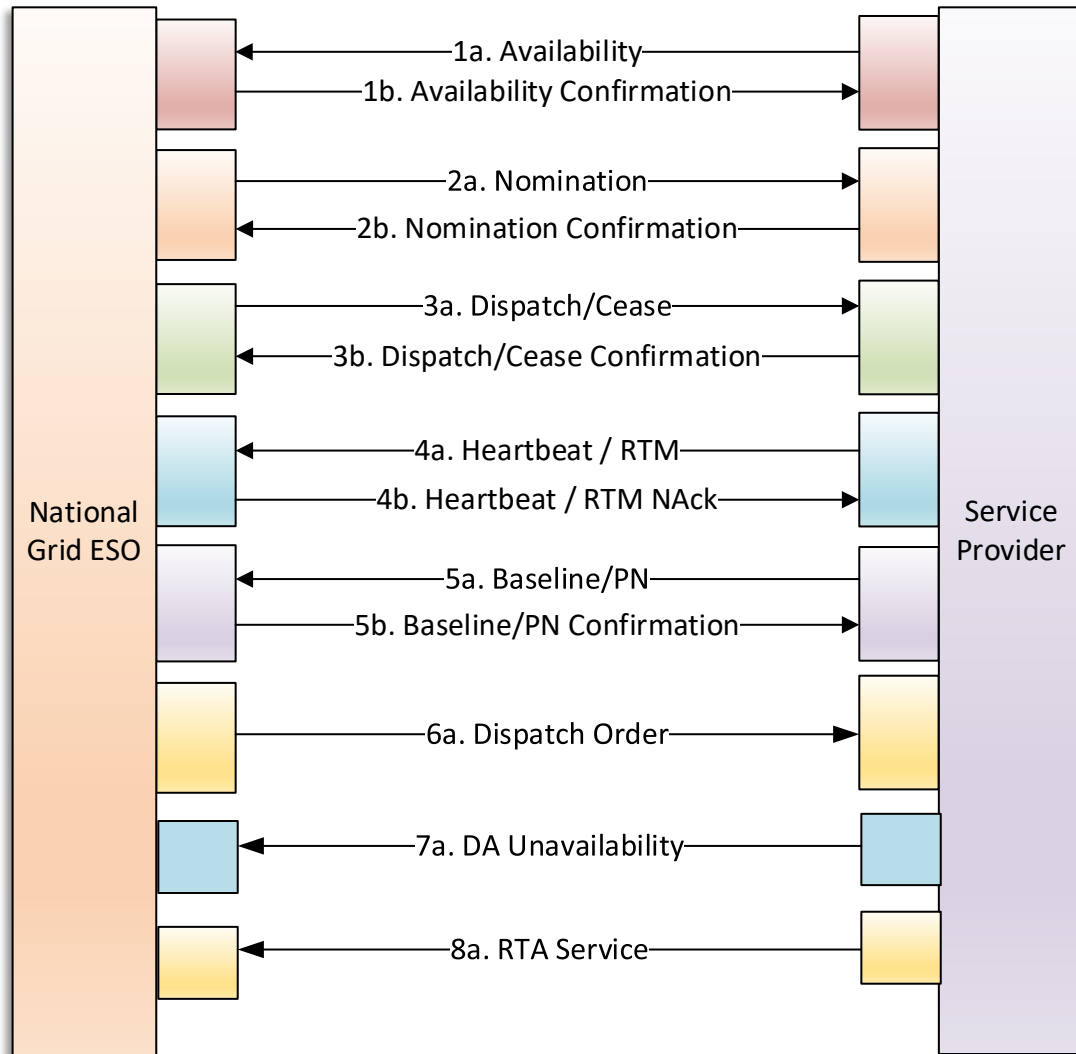 1a. Availability
1b. Availability Confirmation
2a. Nomination
2b. Nomination Confirmation
3a. Dispatch/Cease
3b. Dispatch/Cease Confirmation
4a. Heartbeat / RTM
4b. Heartbeat / RTM NAck
National
Grid ESO
Service
Provider
5a. Baseline/PN
5b. Baseline/PN Confirmation
6a. Dispatch Order
7a. DA Unavailability
8a. RTA Service